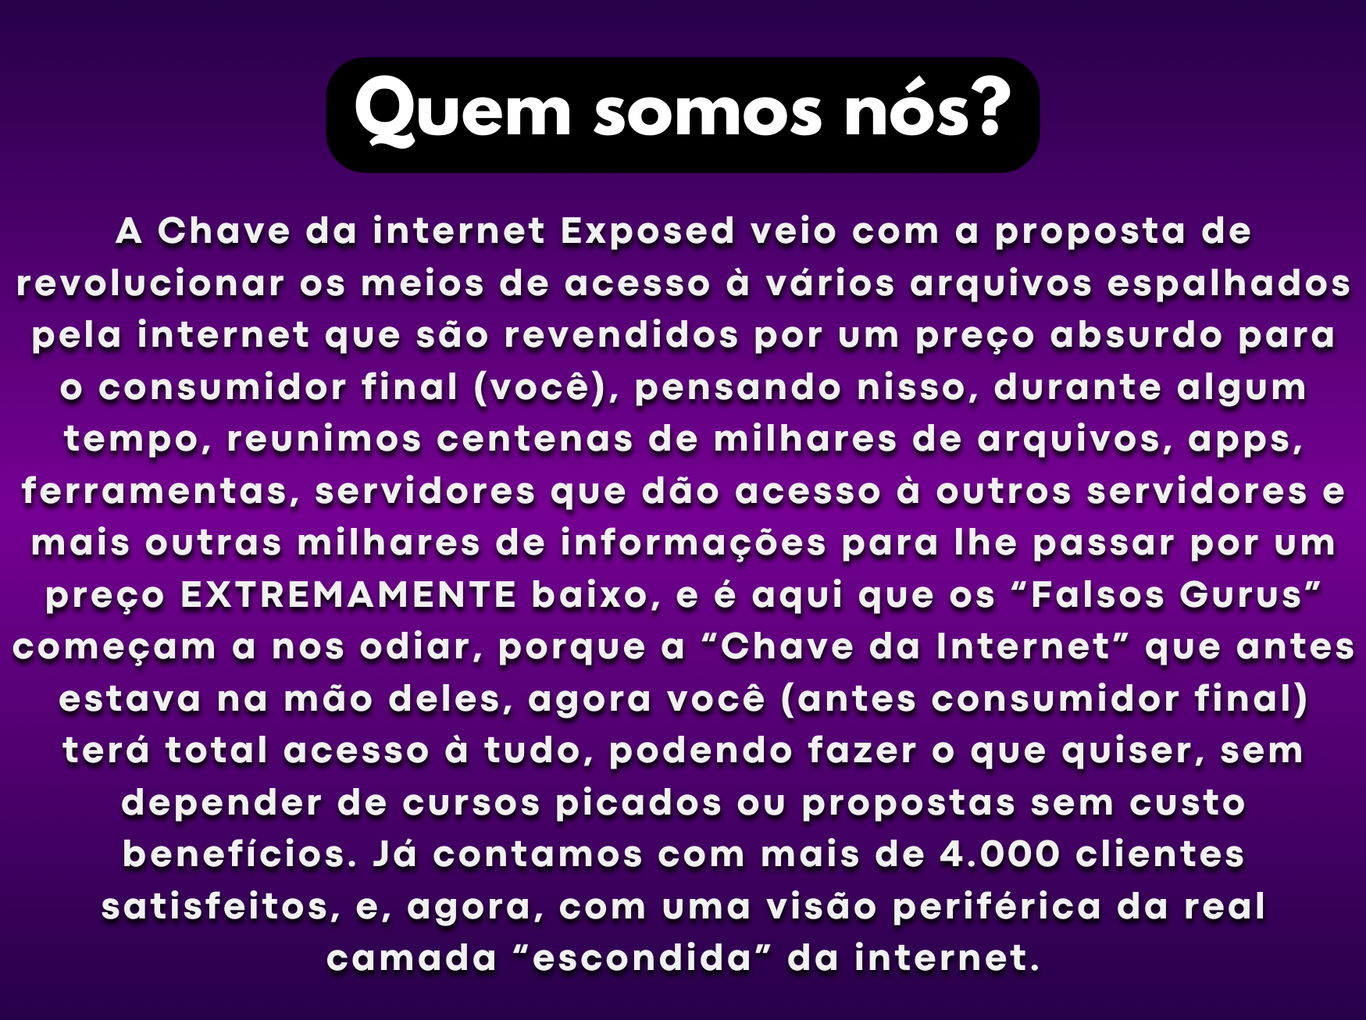 Quem somos nós?
A Chave da internet Exposed veio com a proposta de
revolucionar os meios de acesso à vários arquivos espalhados
pela internet que são revendidos por um preço absurdo para
o consumidor final (você), pensando nisso, durante algum
tempo, reunimos centenas de milhares de arquivos, apps,
ferramentas, servidores que dão acesso à outros servidores e
mais outras milhares de informações para lhe passar por um
preço EXTREMAMENTE baixo, e é aqui que os “Falsos Gurus”
começam a nos odiar, porque a “Chave da Internet” que antes
estava na mão deles, agora você (antes consumidor final)
terá total acesso à tudo, podendo fazer o que quiser, sem
depender de cursos picados ou propostas sem custo
benefícios. Já contamos com mais de 4.000 clientes
satisfeitos, e, agora, com uma visão periférica da real
camada “escondida” da internet.